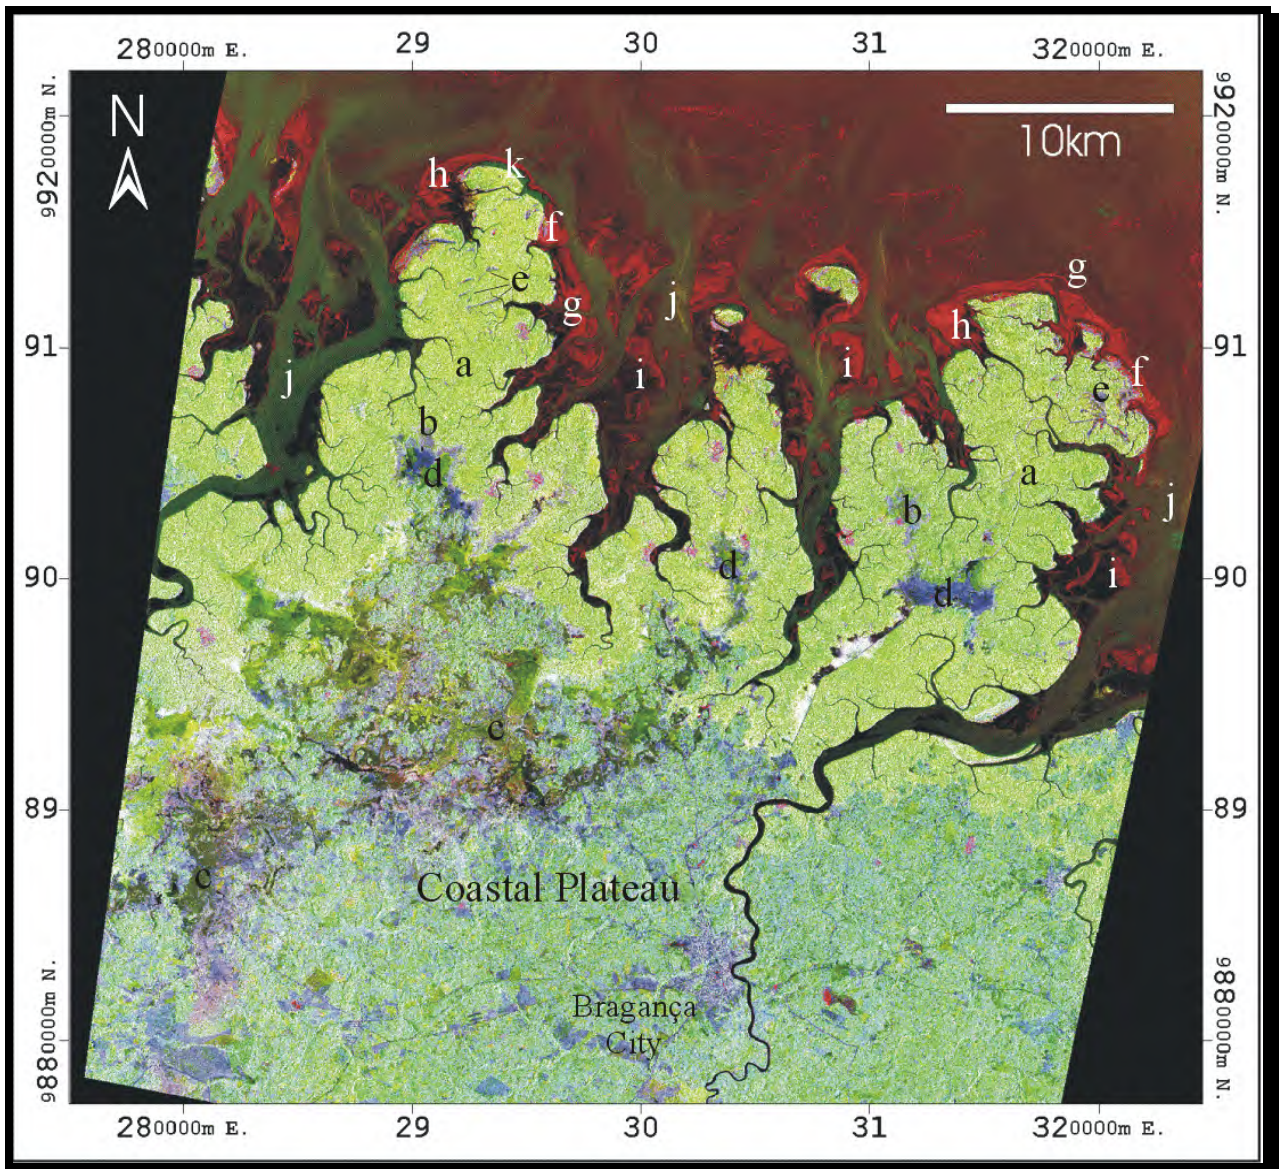 280000m E. 29 30 31 320000m E.
9920000m N.
9920000m N.
N
10km
h k
f
g
e
g
j
h
91
91
i
i
f
j
a
e
b
d
a
j
b
d
i
90
90
d
c
89
89
c
Coastal Plateau
Bragança
City
9880000m N.
9880000m N.
280000m E. 29 30 31 320000m E.